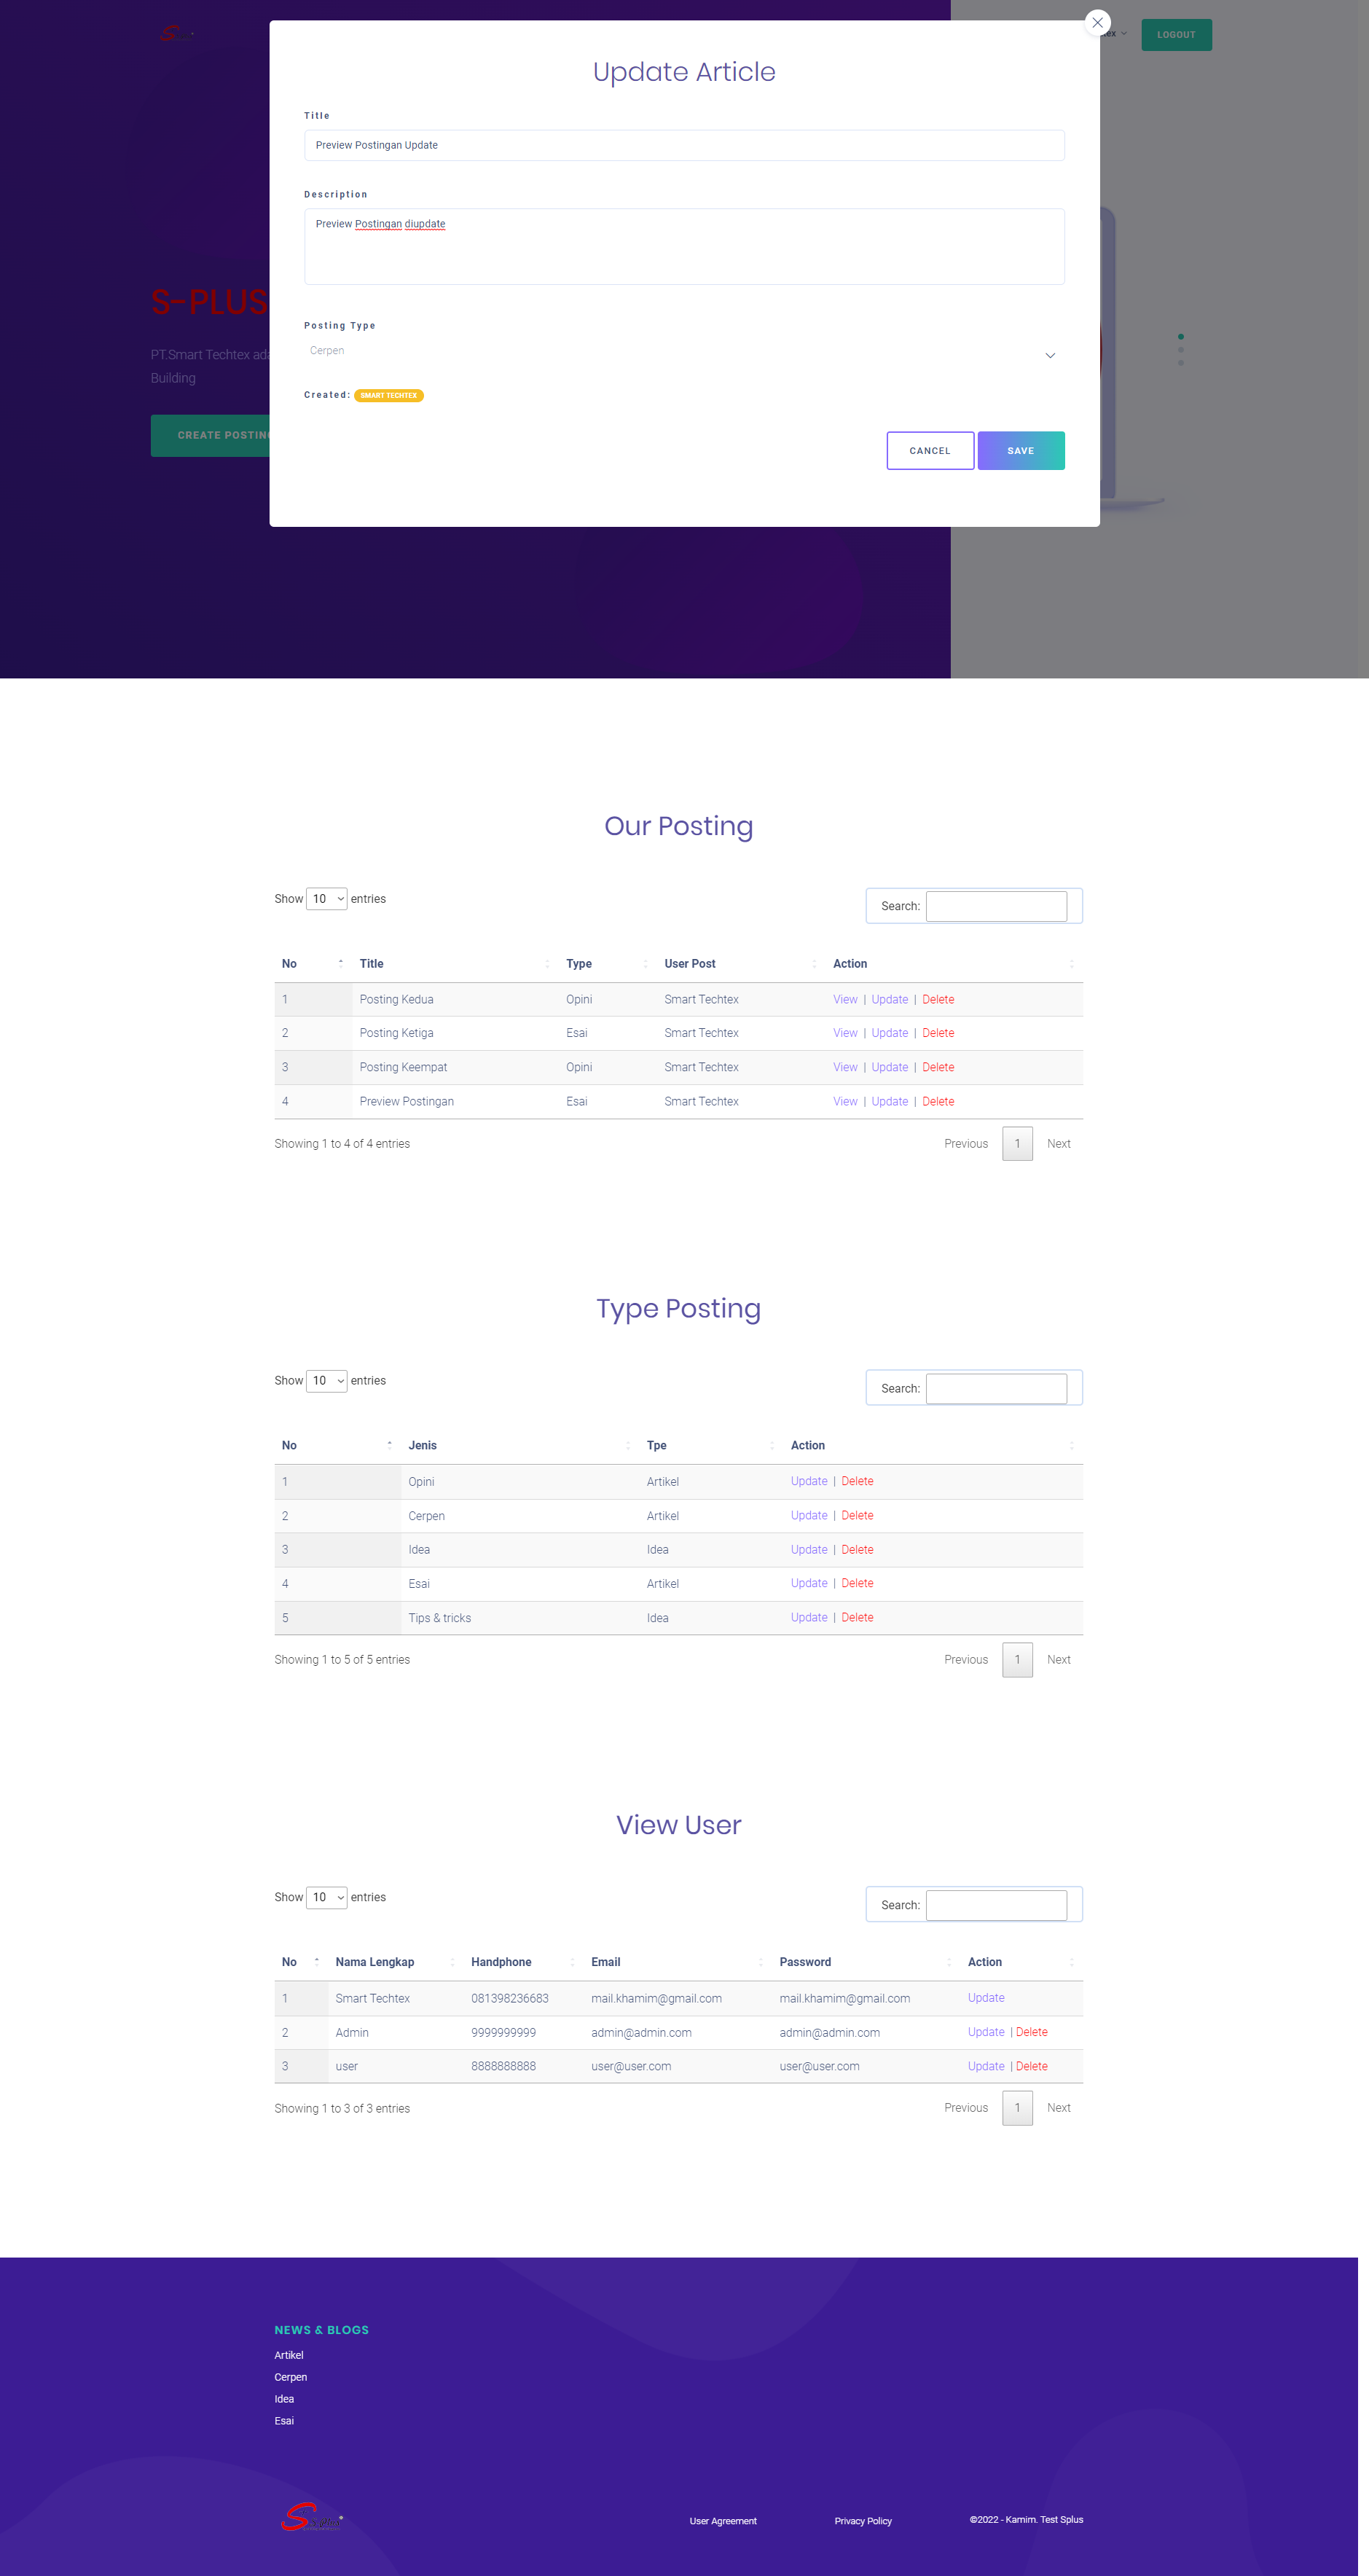 LOGOUT
Update Article
Title
Preview Postingan Update
Description
Preview Postingan diupdate
S-PLUS
PT.Smart Techtex
Building
CREATE POSTING
Posting Type
Cerpen
Created: SMART TECHTEX
CANCEL SAVE
Our Posting
Show 10 entries Search:
No Title Type User Post Action
1 Posting Kedua Opini Smart Techtex View | Update | Delete
2 Posting Ketiga Esai Smart Techtex View | Update | Delete
3 Posting Keempat Opini Smart Techtex View | Update | Delete
4 Preview Postingan Esai Smart Techtex View | Update | Delete
Showing 1 to 4 of 4 entries Previous 1 Next
Type Posting
Show 10 entries Search:
No Jenis Tpe Action
1 Opini Artikel Update | Delete
2 Cerpen Artikel Update | Delete
3 Idea Idea Update | Delete
4 Esai Artikel Update | Delete
5 Tips & tricks Idea Update | Delete
Showing 1 to 5 of 5 entries Previous 1 Next
View User
Show 10 entries Search:
No Nama Lengkap Handphone Email Password Action
1 Smart Techtex 081398236683 mail.khamim@gmail.com mail.khamim@gmail.com Update
2 Admin 9999999999 admin@admin.com admin@admin.com Update | Delete
3 user 8888888888 user@user.com user@user.com Update | Delete
Showing 1 to 3 of 3 entries Previous 1 Next
NEWS & BLOGS
Artikel
Cerpen
Idea
Esai
User Agreement Privacy Policy ©2022 - Kamim. Test Splus